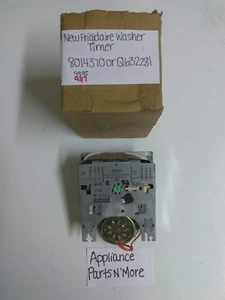 New Frigidaire Washer
Timer
8014370 or Q632281
Appliance
Parts N' More